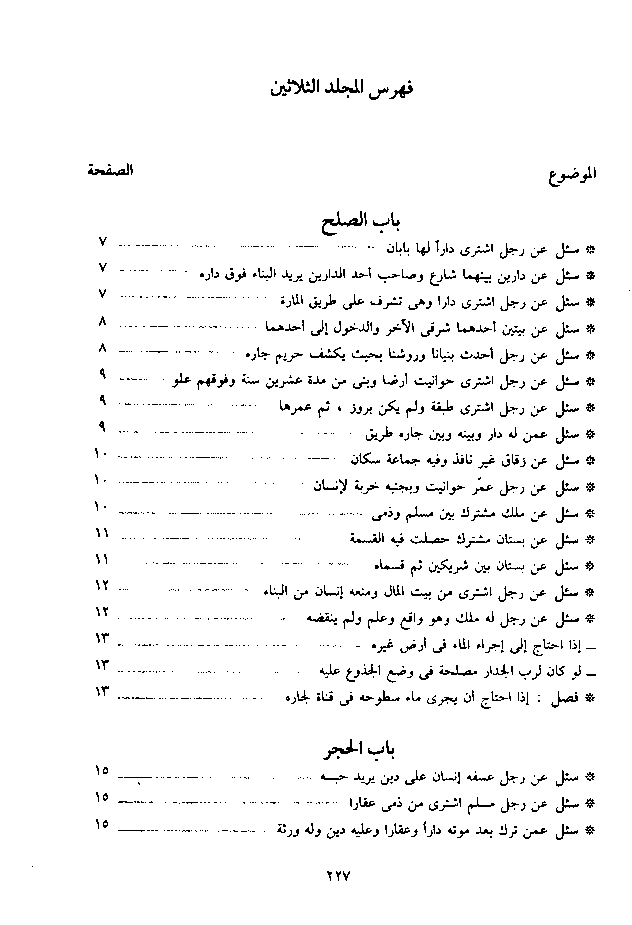 فهرس المجلد الثلاثين
الموضوع الصفحة
باب الصلح
* سئل عن رجل اشترى داراً لها بابان ٧
* سئل عن دارين بينهما شارع وصاحب أحد الدارين يريد البناء فوق داره ٧
* سئل عن رجل اشترى دارا وهى تشرف على طريق المارة ٧
* سئل عن بيتين أحدهما شرقى الآخر والدخول إلى أحدهما ٨
* سئل عن رجل أحدث بنيانا وروشنا بحيث يكشف حريم جاره ٨
* سئل عن رجل اشترى حوانيت أرضا وبنى من مدة عشرين سنة وفوقهم علو ٩
* سئل عن رجل اشترى طبقة ولم يكن بروز ، ثم عمرها ٩
* سئل عمن له دار وبينه وبين جاره طريق ٩
* سئل عن زقاق غير نافذ وفيه جماعة سكان ١٠
* سئل عن رجل عمّر حوانيت وبجنبه خربة لإنسان ١٠
* سئل عن ملك مشترك بين مسلم وذمى ١٠
* سئل عن بستان مشترك حصلت فيه القسمة ١١
* سئل عن بستان بين شريكين ثم قسماه ١١
* سئل عن رجل اشترى من بيت المال ومنعه إنسان من البناء ١٢
* سئل عن رجل له ملك وهو واقع وعلم ولم ينقضه ١٢
ــ إذا احتاج إلى إجراء الماء فى أرض غيره ١٣
ــ لو كان لرب الجدار مصلحة فى وضع الجذوع عليه ١٣
* فصل : إذا احتاج أن يجرى ماء سطوحه فى قناة لجاره ١٣
باب الحجر
* سئل عن رجل عسفه إنسان على دين يريد حبسه ١٥
* سئل عن رجل مسلم اشترى من ذمى عقارا ١٥
* سئل عمن ترك بعد موته داراً وعقارا وعليه دين وله ورثة ١٥
٢٢٧